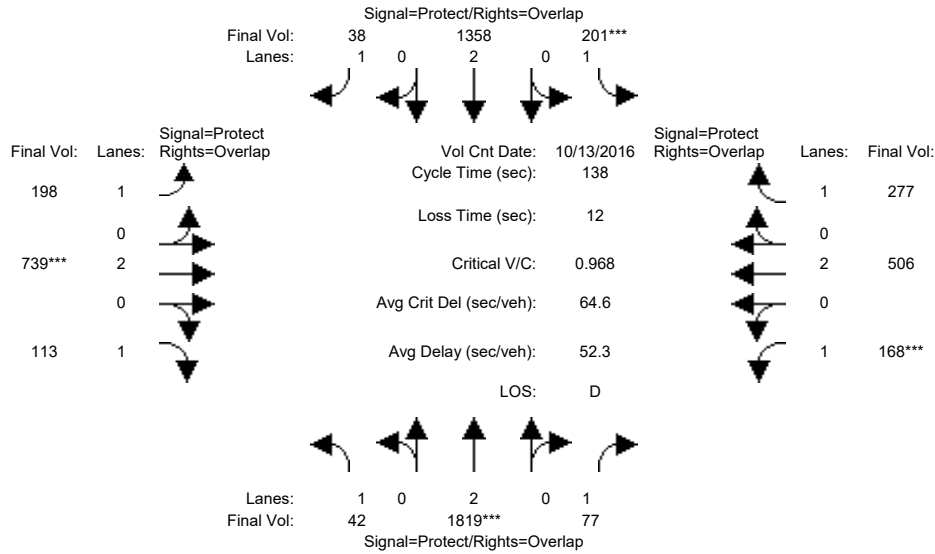 Signal=Protect/Rights=Overlap
Final Vol: 38 1358 201***
Lanes: 1 0 2 0 1
Signal=Protect Signal=Protect
Final Vol: Lanes: Rights=Overlap Vol Cnt Date: 10/13/2016 Rights=Overlap Lanes: Final Vol:
Cycle Time (sec): 138
198 1 1 277
Loss Time (sec): 12
0 0
739*** 2 Critical V/C: 0.968 2 506
0 Avg Crit Del (sec/veh): 64.6 0
113 1 Avg Delay (sec/veh): 52.3 1 168***
LOS: D
Lanes: 1 0 2 0 1
Final Vol: 42 1819*** 77
Signal=Protect/Rights=Overlap